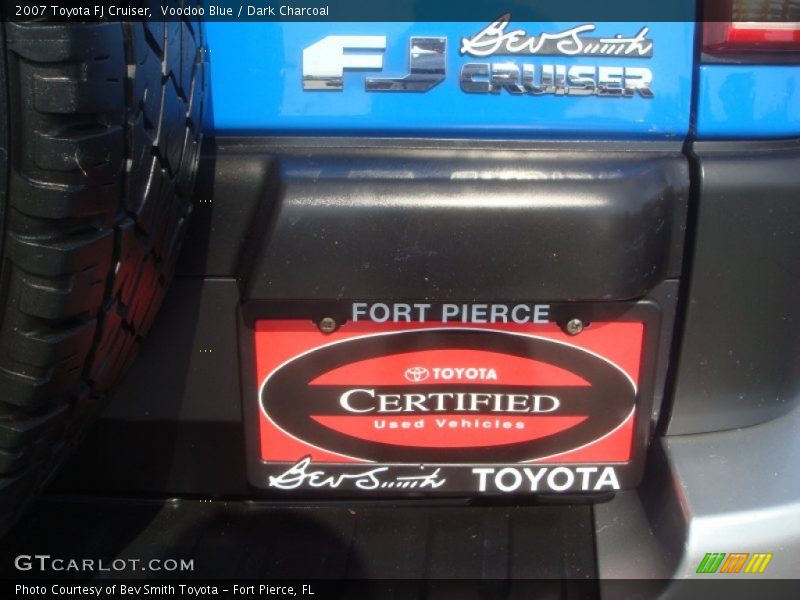 2007 Toyota FJ Cruiser,  Voodoo Blue / Dark Charcoal
Bev Smith
FJ CRUISER
FORT PIERCE
TOYOTA
CERTIFIED
Used Vehicles
Bev Smith TOYOTA
GTCARLOT.COM
Photo Courtesy of Bev Smith Toyota - Fort Pierce, FL